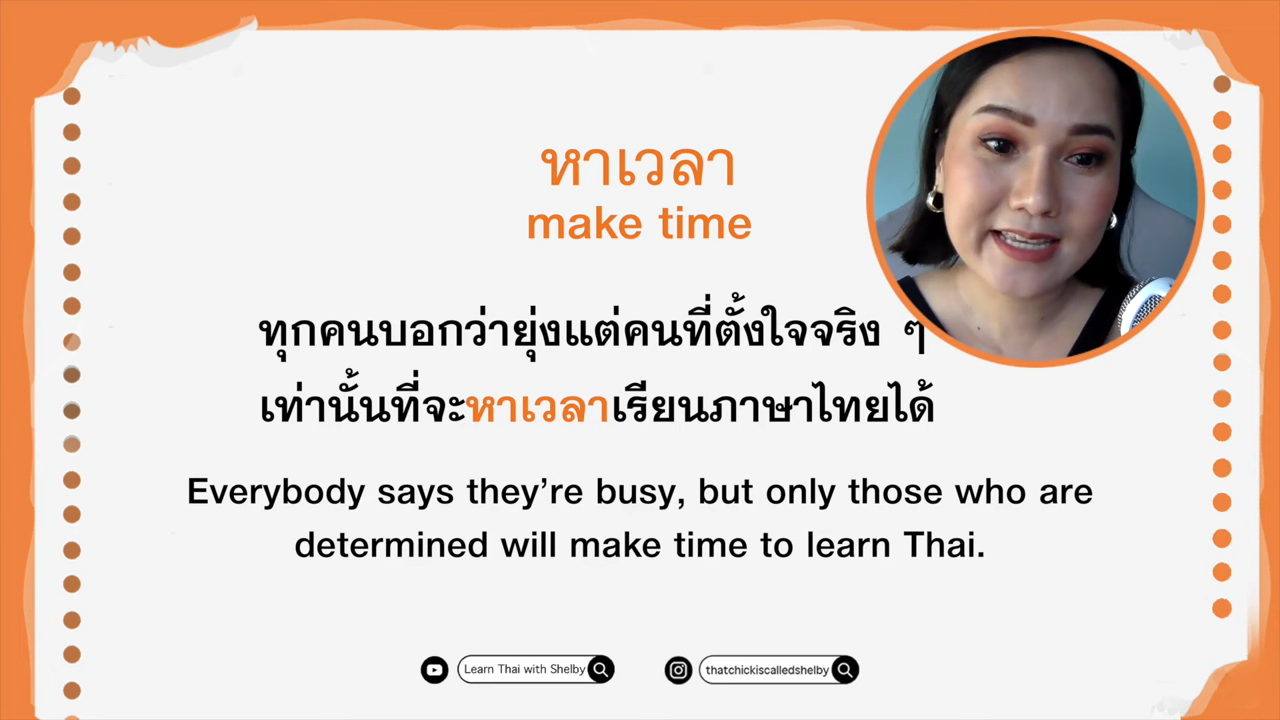 หาเวลา
make time
ทุกคนบอกว่ายุ่งแต่คนที่ตั้งใจจริง ๆ
เท่านั้นที่จะหาเวลาเรียนภาษาไทยได้
Everybody says they're busy, but only those who are
determined will make time to learn Thai.
Learn Thai with Shelby
thatchickiscalledshelby